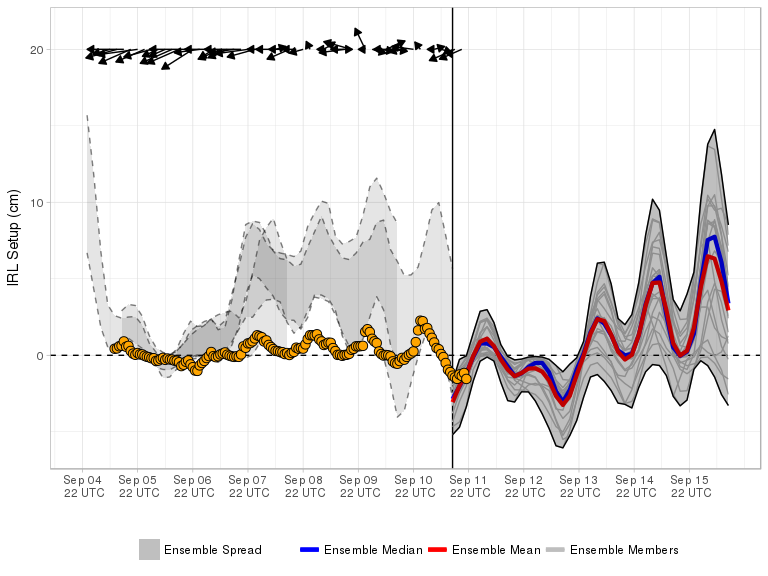 IRL Setup (cm)
20
10
0
Sep 04 Sep 05 Sep 06 Sep 07 Sep 08 Sep 09 Sep 10 Sep 11 Sep 12 Sep 13 Sep 14 Sep 15
22 UTC 22 UTC 22 UTC 22 UTC 22 UTC 22 UTC 22 UTC 22 UTC 22 UTC 22 UTC 22 UTC 22 UTC
Ensemble Spread Ensemble Median Ensemble Mean Ensemble Members